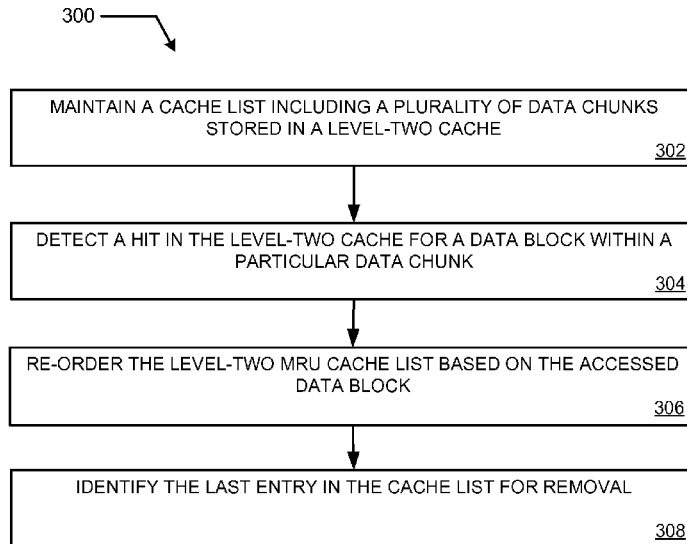 300
MAINTAIN A CACHE LIST INCLUDING A PLURALITY OF DATA CHUNKS
STORED IN A LEVEL-TWO CACHE
302
DETECT A HIT IN THE LEVEL-TWO CACHE FOR A DATA BLOCK WITHIN A
PARTICULAR DATA CHUNK
304
RE-ORDER THE LEVEL-TWO MRU CACHE LIST BASED ON THE ACCESSED
DATA BLOCK
306
IDENTIFY THE LAST ENTRY IN THE CACHE LIST FOR REMOVAL
308